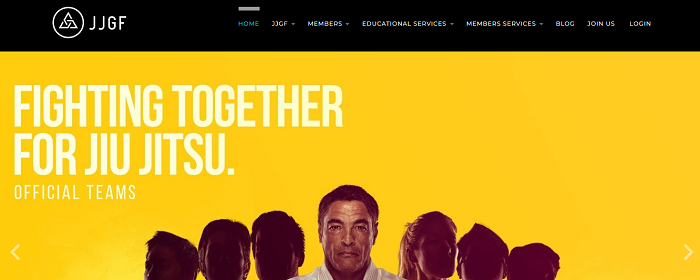 JJGF
HOME JJGF MEMBERS EDUCATIONAL SERVICES MEMBERS SERVICES BLOG JOIN US LOGIN
FIGHTING TOGETHER
FOR JIU JITSU.
OFFICIAL TEAMS